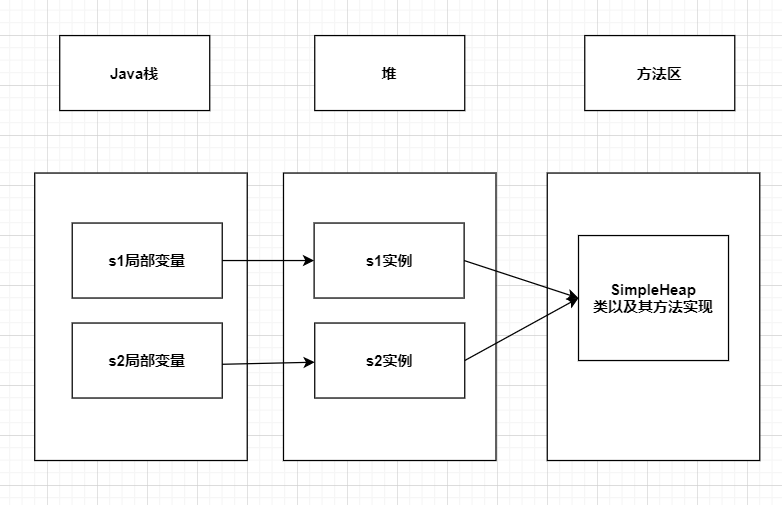 Java栈
堆
方法区
s1局部变量
s1实例
s2局部变量
s2实例
SimpleHeap
类以及其方法实现